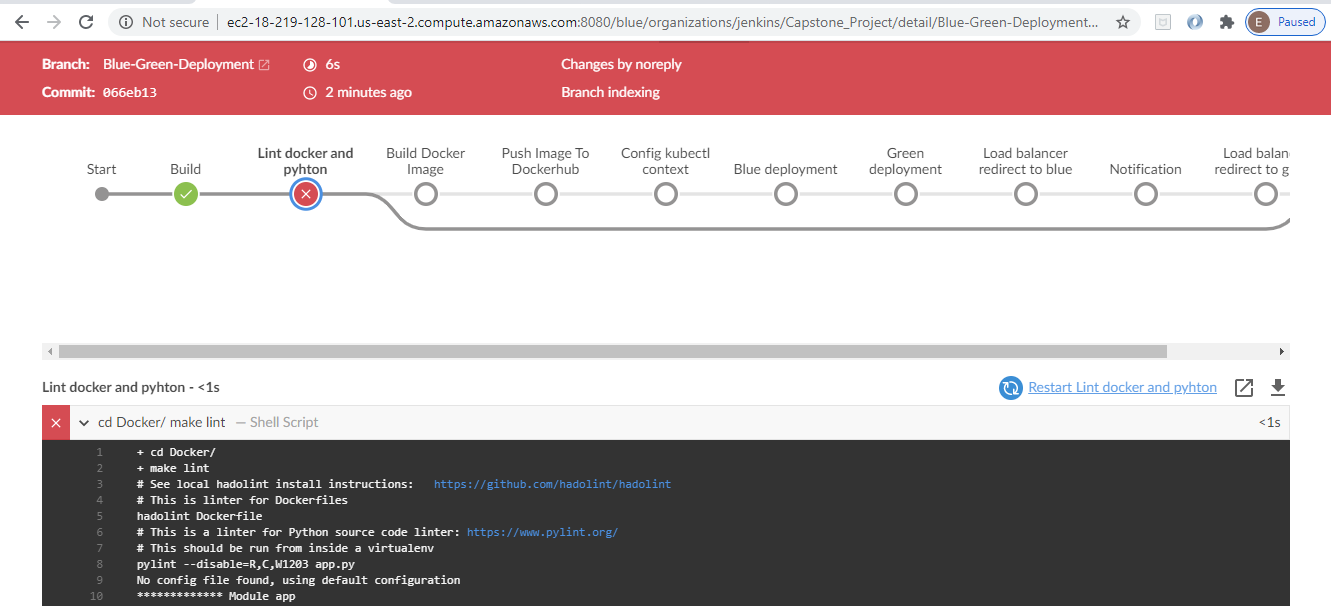 Not secure | ec2-18-219-128-101.us-east-2.compute.amazonaws.com:8080/blue/organizations/jenkins/Capstone_Project/detail/Blue-Green-Deployment... E Paused
Branch: Blue-Green-Deployment 6s Changes by noreply
Commit: 066eb13 2 minutes ago Branch indexing
Start
Build
Lint docker and
pyhton
Build Docker
Image
Push Image To
Dockerhub
Config kubectl
context
Blue deployment
Green
deployment
Load balancer
redirect to blue
Notification
Load balan
redirect to g
Lint docker and pyhton - <1s Restart Lint docker and pyhton
cd Docker/ make lint — Shell Script <1s
1 + cd Docker/
2 + make lint
3 # See local hadolint install instructions: https://github.com/hadolint/hadolint
4 # This is linter for Dockerfiles
5 hadolint Dockerfile
6 # This is a linter for Python source code linter: https://www.pylint.org/
7 # This should be run from inside a virtualenv
8 pylint --disable=R,C,W1203 app.py
9 No config file found, using default configuration
10 ************* Module app